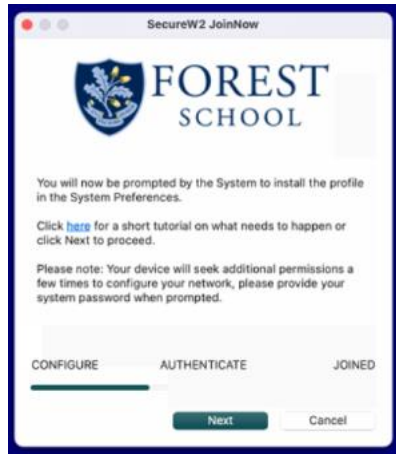 SecureW2 JoinNow
FOREST
SCHOOL
You will now be prompted by the System to install the profile
in the System Preferences.
Click here for a short tutorial on what needs to happen or
click Next to proceed.
Please note: Your device will seek additional permissions a
few times to configure your network, please provide your
system password when prompted.
CONFIGURE AUTHENTICATE JOINED
Next Cancel